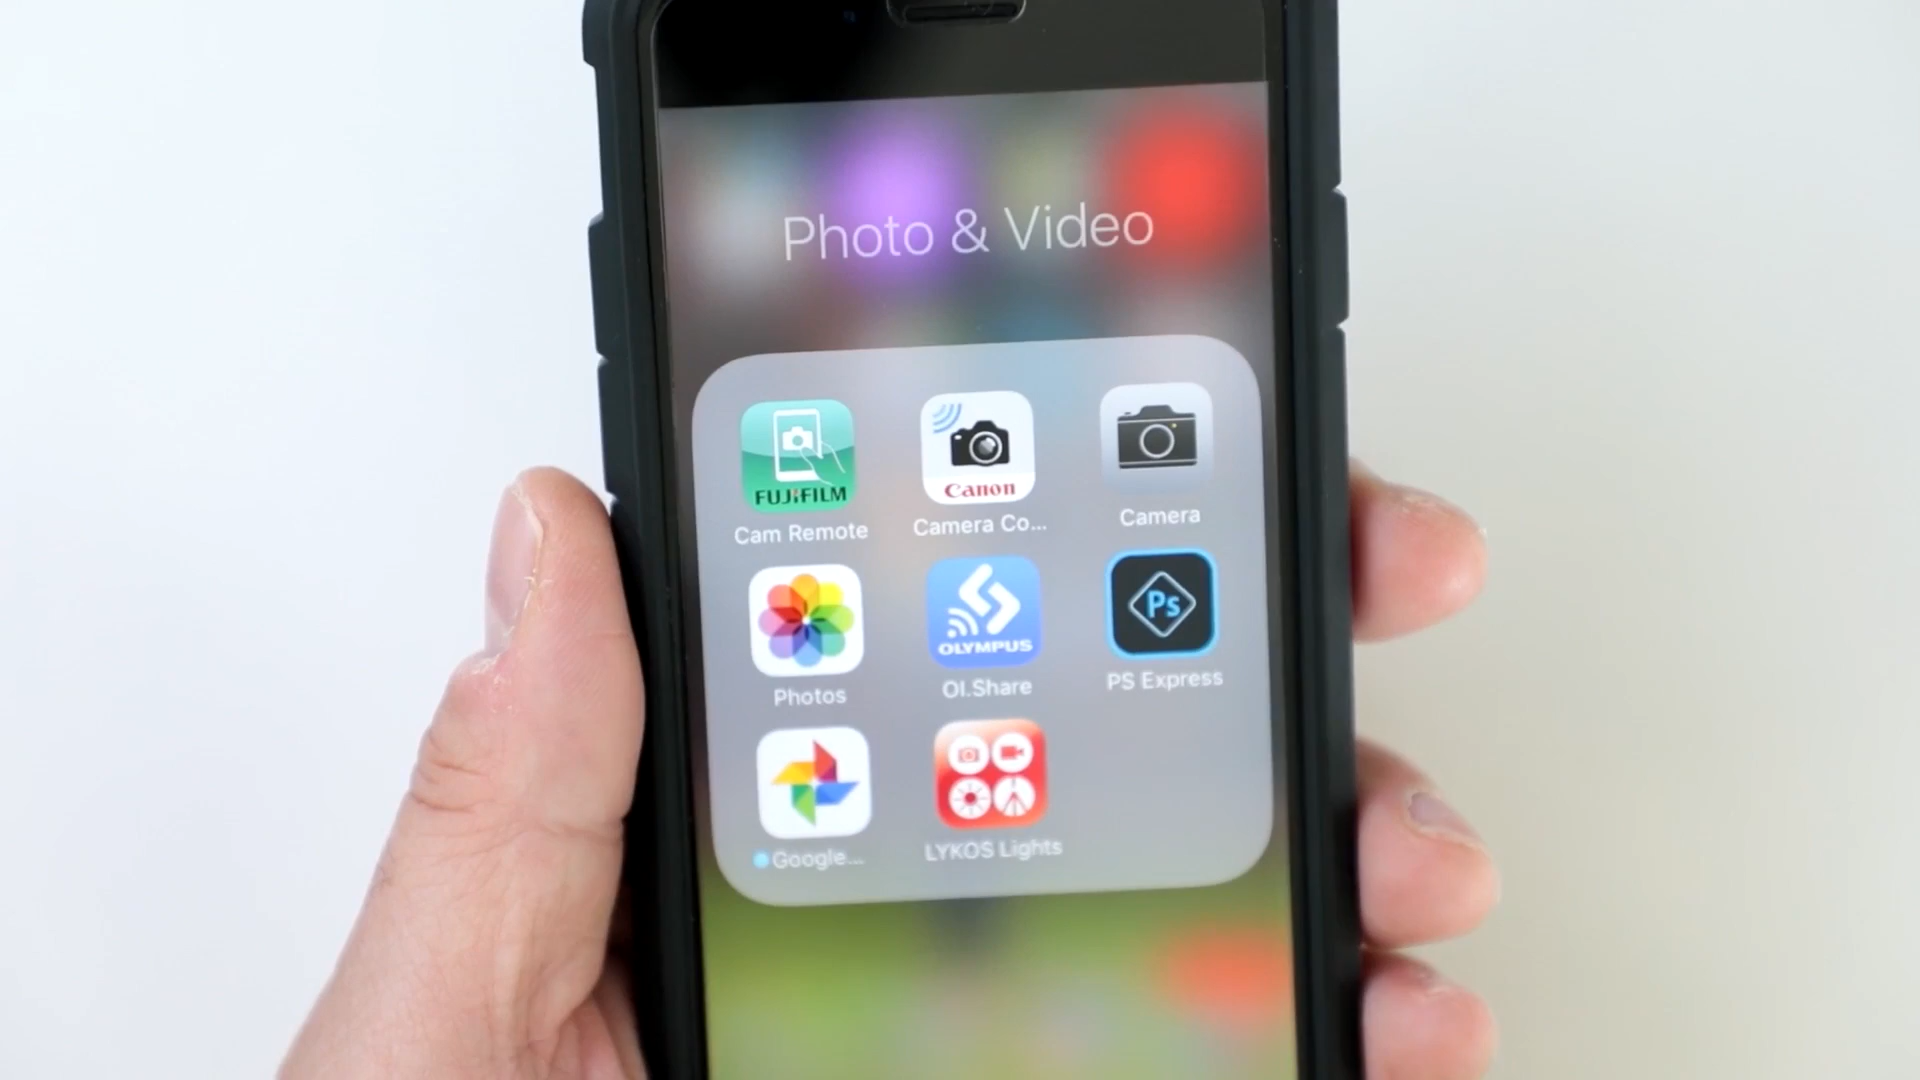 Photo & Video
FUJIFILM
Canon
Cam Remote
Camera Co...
Camera
OLYMPUS
Ps
Photos
OI.Share
PS Express
Google...
LYKOS Lights